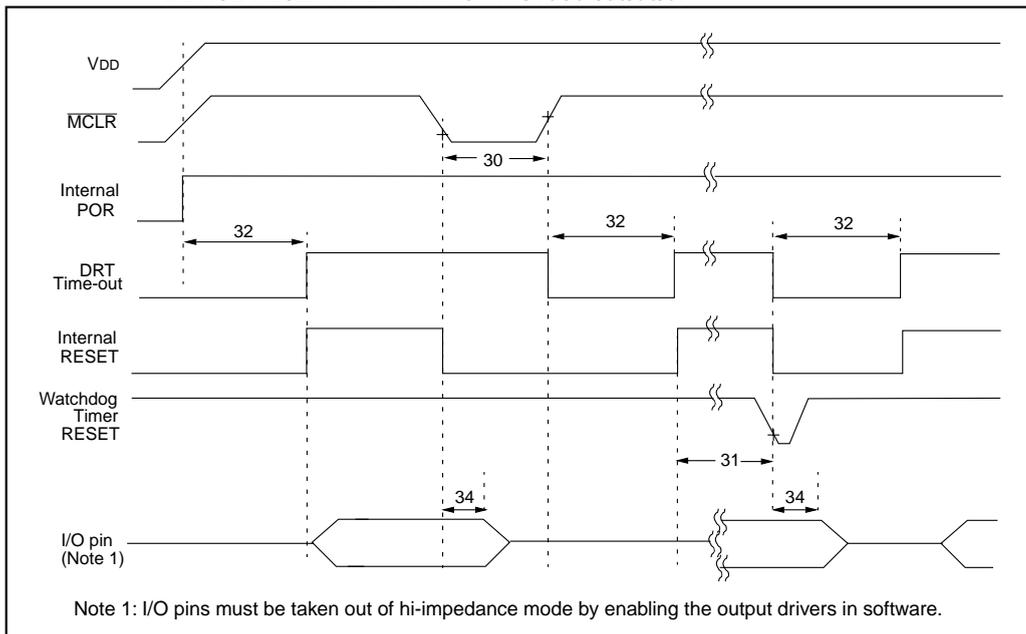 VDD
MCLR
30
Internal
POR
32
32
32
DRT
Time-out
Internal
RESET
Watchdog
Timer
RESET
31
34
34
I/O pin
(Note 1)
Note 1: I/O pins must be taken out of hi-impedance mode by enabling the output drivers in software.